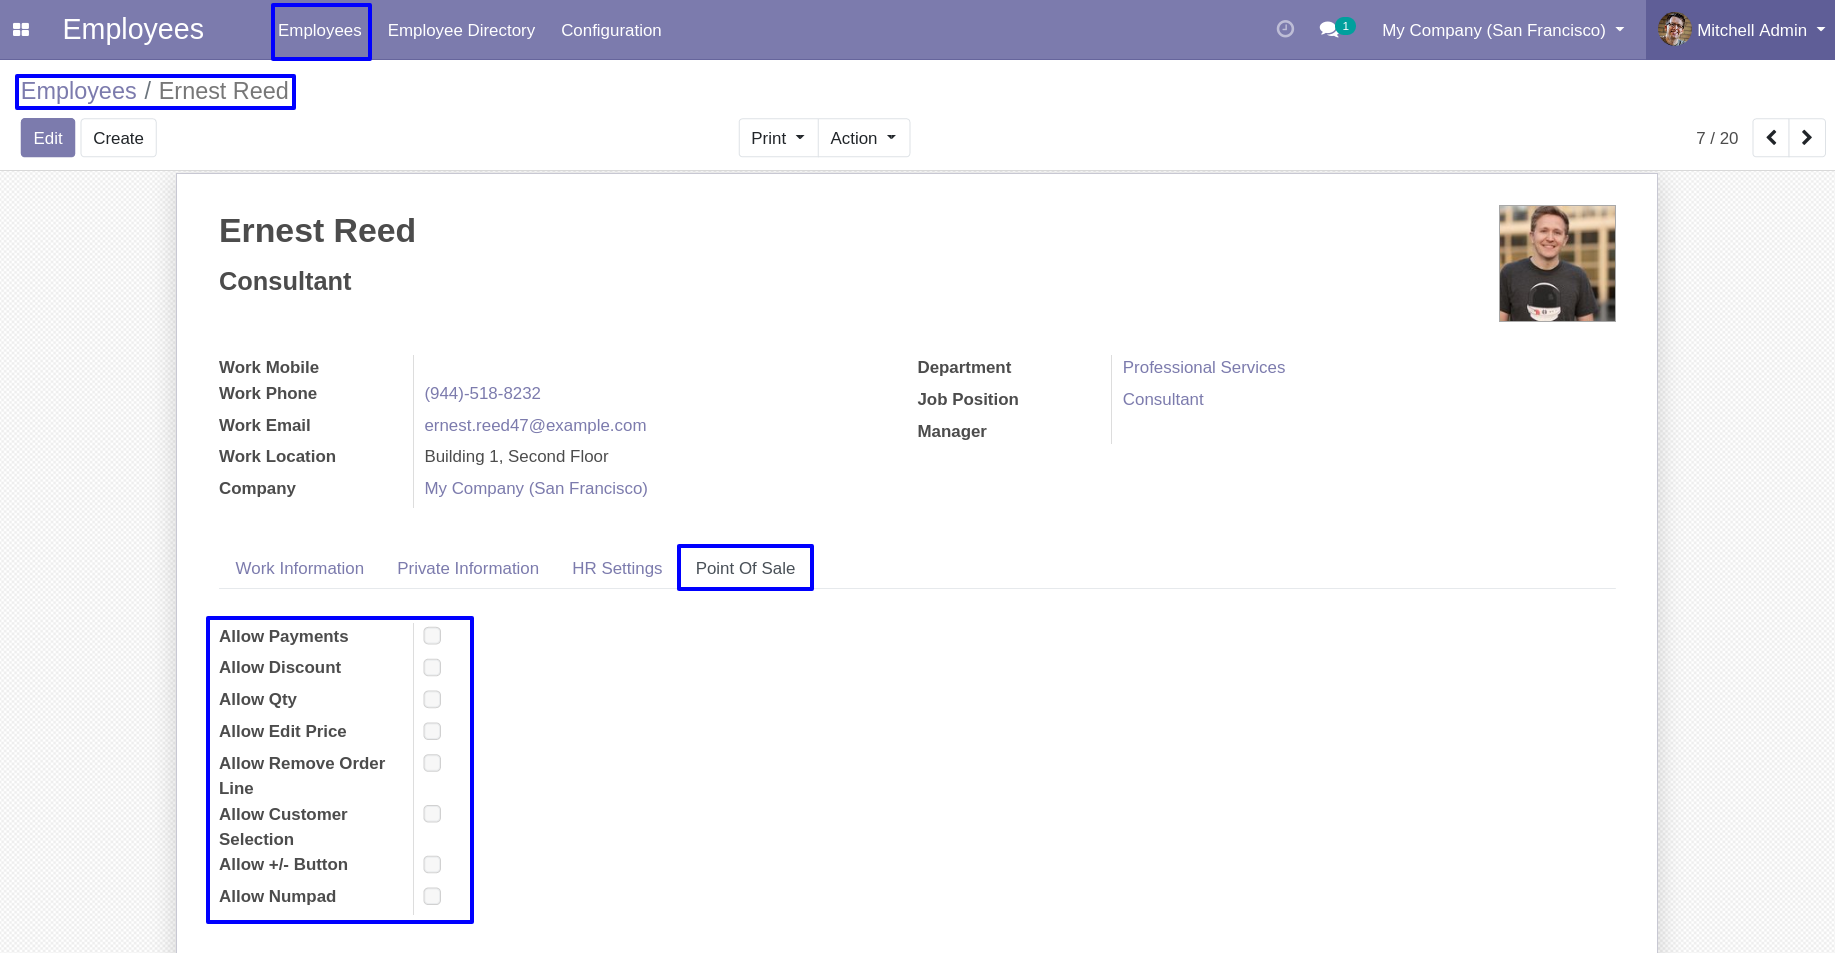 Employees Employees Employee Directory Configuration 1 My Company (San Francisco) Mitchell Admin
Employees / Ernest Reed
Edit Create Print Action 7 / 20
Ernest Reed
Consultant
Work Mobile
Work Phone (944)-518-8232
Work Email ernest.reed47@example.com
Work Location Building 1, Second Floor
Company My Company (San Francisco)
Department Professional Services
Job Position Consultant
Manager
Work Information Private Information HR Settings Point Of Sale
Allow Payments
Allow Discount
Allow Qty
Allow Edit Price
Allow Remove Order
Line
Allow Customer
Selection
Allow +/- Button
Allow Numpad